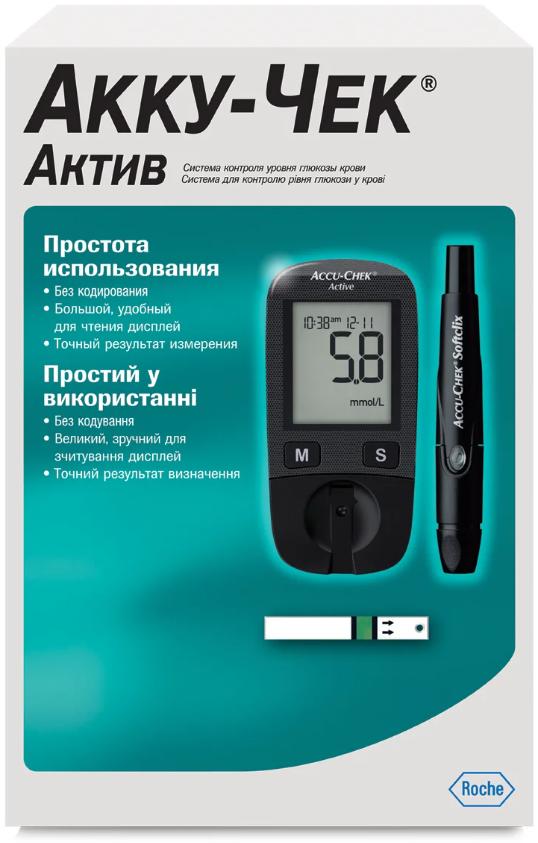 Акку-Чек®
Актив
Система контроля уровня глюкозы крови
Система для контролю рівня глюкози у крові
Простота
использования
• Без кодирования
• Большой, удобный
для чтения дисплей
• Точный результат измерения
Простий у
використанні
• Без кодування
• Великий, зручний для
зчитування дисплей
• Точний результат визначення
ACCU-CHEK®
Active
10:38am 12-11
5.8
mmol/L
M
S
ACCU-CHEK® Softclix
Roche